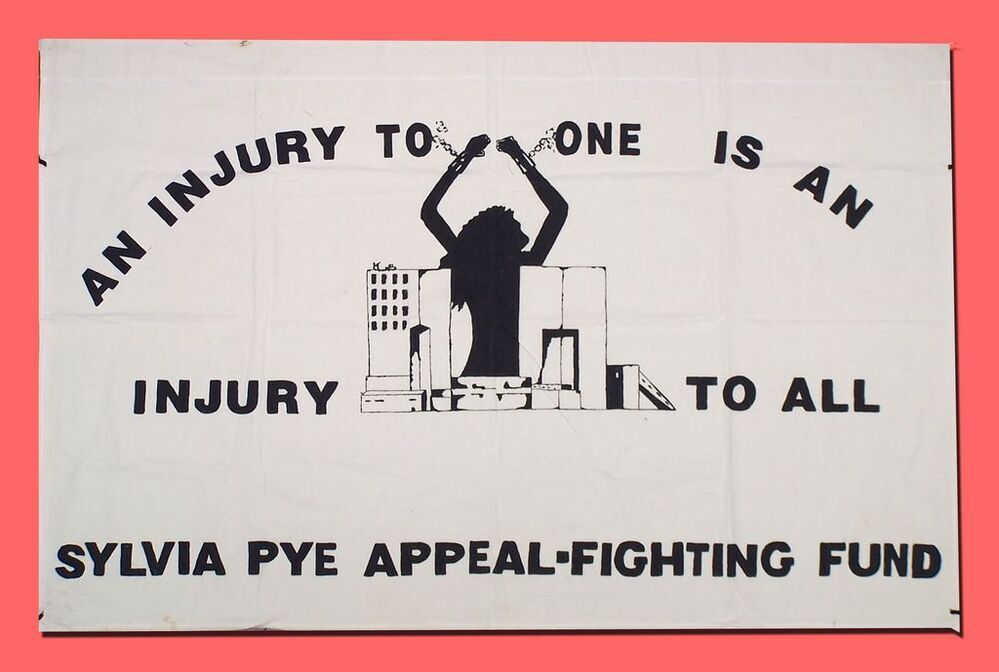 AN INJURY TO ONE IS AN
INJURY TO ALL
SYLVIA PYE APPEAL-FIGHTING FUND